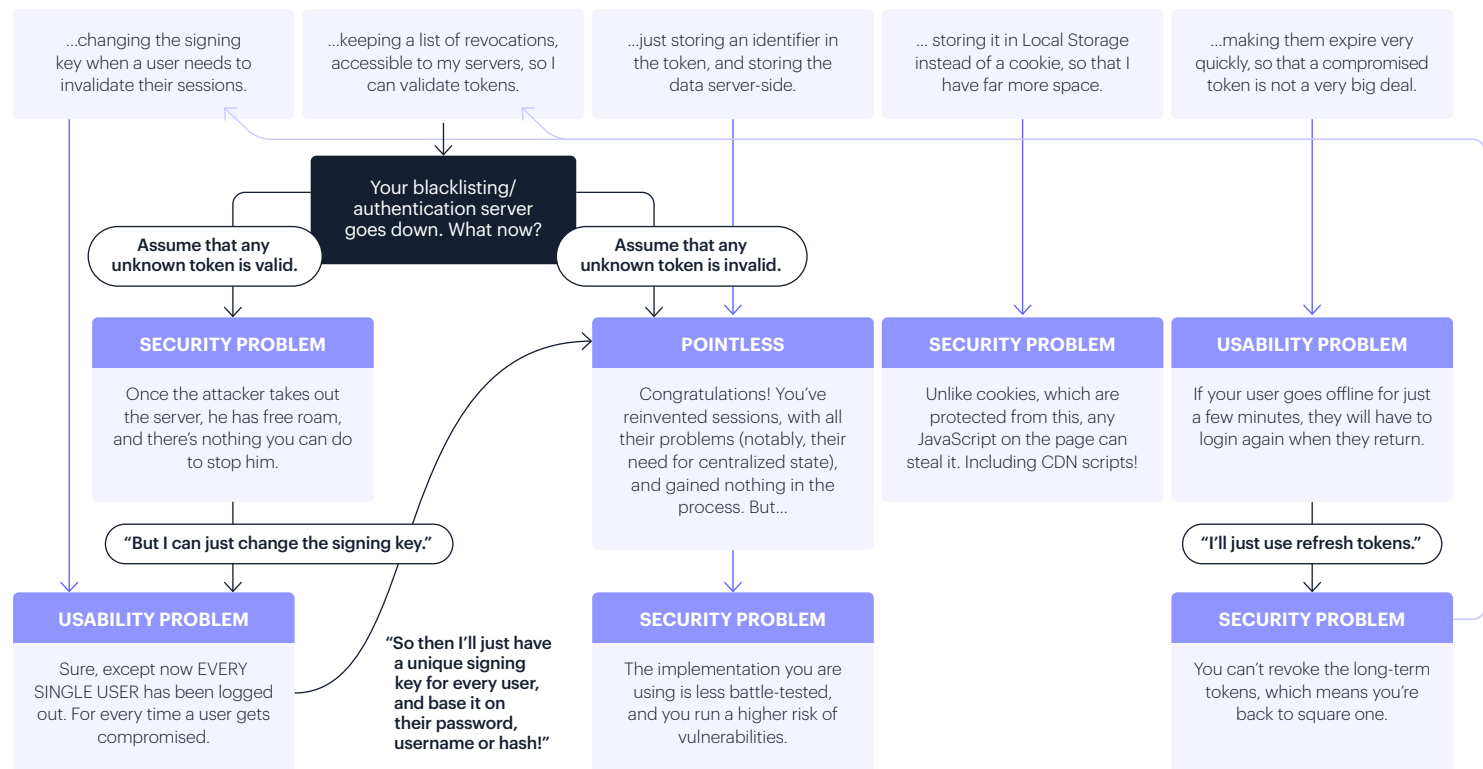 ...changing the signing
key when a user needs to
invalidate their sessions.
...keeping a list of revocations,
accessible to my servers, so I
can validate tokens.
...just storing an identifier in
the token, and storing the
data server-side.
... storing it in Local Storage
instead of a cookie, so that I
have far more space.
...making them expire very
quickly, so that a compromised
token is not a very big deal.
Your blacklisting/
authentication server
goes down. What now?
Assume that any
unknown token is valid.
Assume that any
unknown token is invalid.
SECURITY PROBLEM
Once the attacker takes out
the server, he has free roam,
and there’s nothing you can do
to stop him.
POINTLESS
Congratulations! You’ve
reinvented sessions, with all
their problems (notably, their
need for centralized state),
and gained nothing in the
process. But...
SECURITY PROBLEM
Unlike cookies, which are
protected from this, any
JavaScript on the page can
steal it. Including CDN scripts!
USABILITY PROBLEM
If your user goes offline for just
a few minutes, they will have to
login again when they return.
“But I can just change the signing key.”
“I’ll just use refresh tokens.”
USABILITY PROBLEM
Sure, except now EVERY
SINGLE USER has been logged
out. For every time a user gets
compromised.
“So then I’ll just have
a unique signing
key for every user,
and base it on
their password,
username or hash!”
SECURITY PROBLEM
The implementation you are
using is less battle-tested,
and you run a higher risk of
vulnerabilities.
SECURITY PROBLEM
You can’t revoke the long-term
tokens, which means you’re
back to square one.